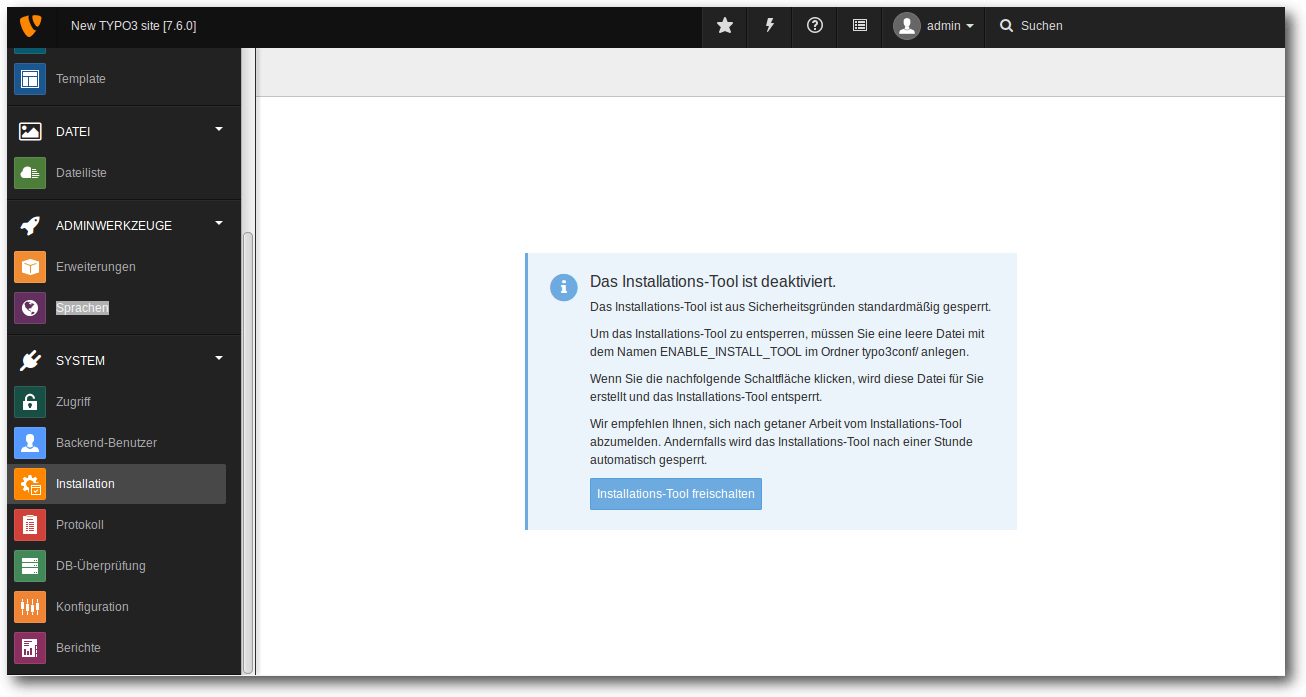 New TYPO3 site [7.6.0]
admin
Suchen
Template
DATEI
Dateiliste
ADMINWERKZEUGE
Erweiterungen
Sprachen
SYSTEM
Zugriff
Backend-Benutzer
Installation
Protokoll
DB-Überprüfung
Konfiguration
Berichte
Das Installations-Tool ist deaktiviert.
Das Installations-Tool ist aus Sicherheitsgründen standardmäßig gesperrt.
Um das Installations-Tool zu entsperren, müssen Sie eine leere Datei mit
dem Namen ENABLE_INSTALL_TOOL im Ordner typo3conf/ anlegen.
Wenn Sie die nachfolgende Schaltfläche klicken, wird diese Datei für Sie
erstellt und das Installations-Tool entsperrt.
Wir empfehlen Ihnen, sich nach getaner Arbeit vom Installations-Tool
abzumelden. Andernfalls wird das Installations-Tool nach einer Stunde
automatisch gesperrt.
Installations-Tool freischalten